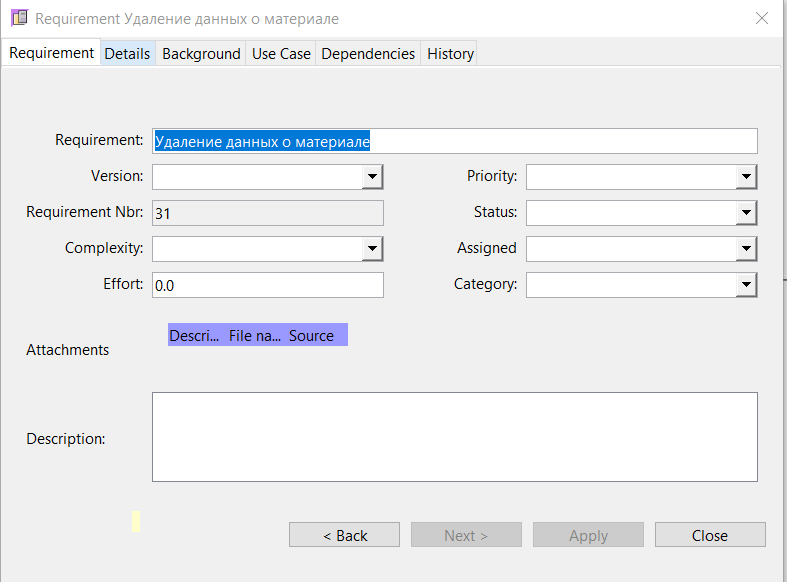 Requirement Удаление данных о материале
Requirement Details Background Use Case Dependencies History
Requirement: Удаление данных о материале
Version: Priority:
Requirement Nbr: 31 Status:
Complexity: Assigned
Effort: 0.0 Category:
Descri... File na... Source
Attachments
Description:
< Back Next > Apply Close